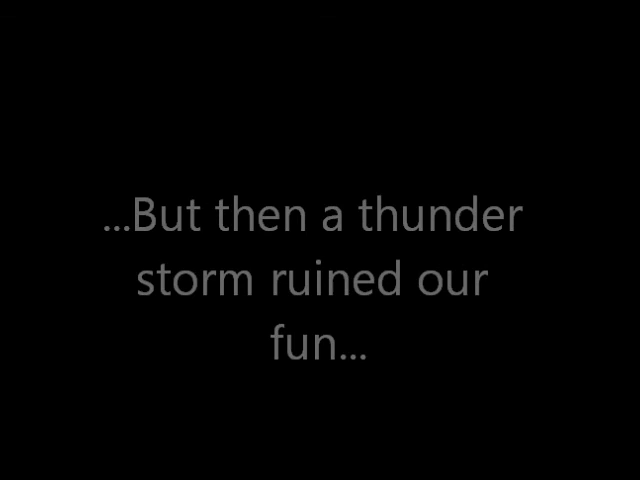 ...But then a thunder
storm ruined our
fun...